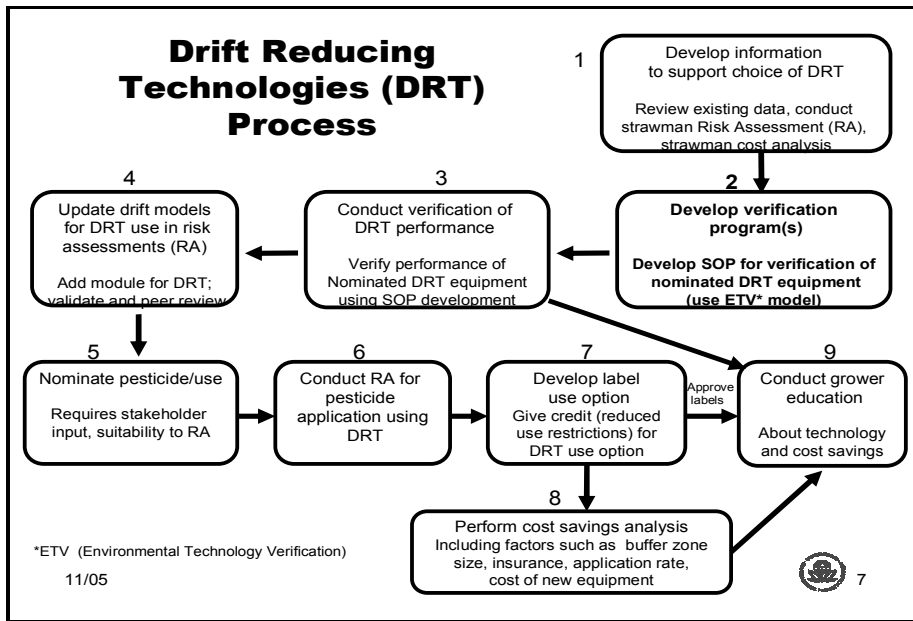 Drift Reducing
Technologies (DRT)
Process
1
Develop information
to support choice of DRT
Review existing data, conduct
strawman Risk Assessment (RA),
strawman cost analysis
2
Develop verification
program(s)
Develop SOP for verification of
nominated DRT equipment
(use ETV* model)
3
Conduct verification of
DRT performance
Verify performance of
Nominated DRT equipment
using SOP development
4
Update drift models
for DRT use in risk
assessments (RA)
Add module for DRT;
validate and peer review
5
Nominate pesticide/use
Requires stakeholder
input, suitability to RA
6
Conduct RA for
pesticide
application using
DRT
7
Develop label
use option
Give credit (reduced
use restrictions) for
DRT use option
Approve
labels
8
Perform cost savings analysis
Including factors such as buffer zone
size, insurance, application rate,
cost of new equipment
9
Conduct grower
education
About technology
and cost savings
*ETV (Environmental Technology Verification)
11/05
7